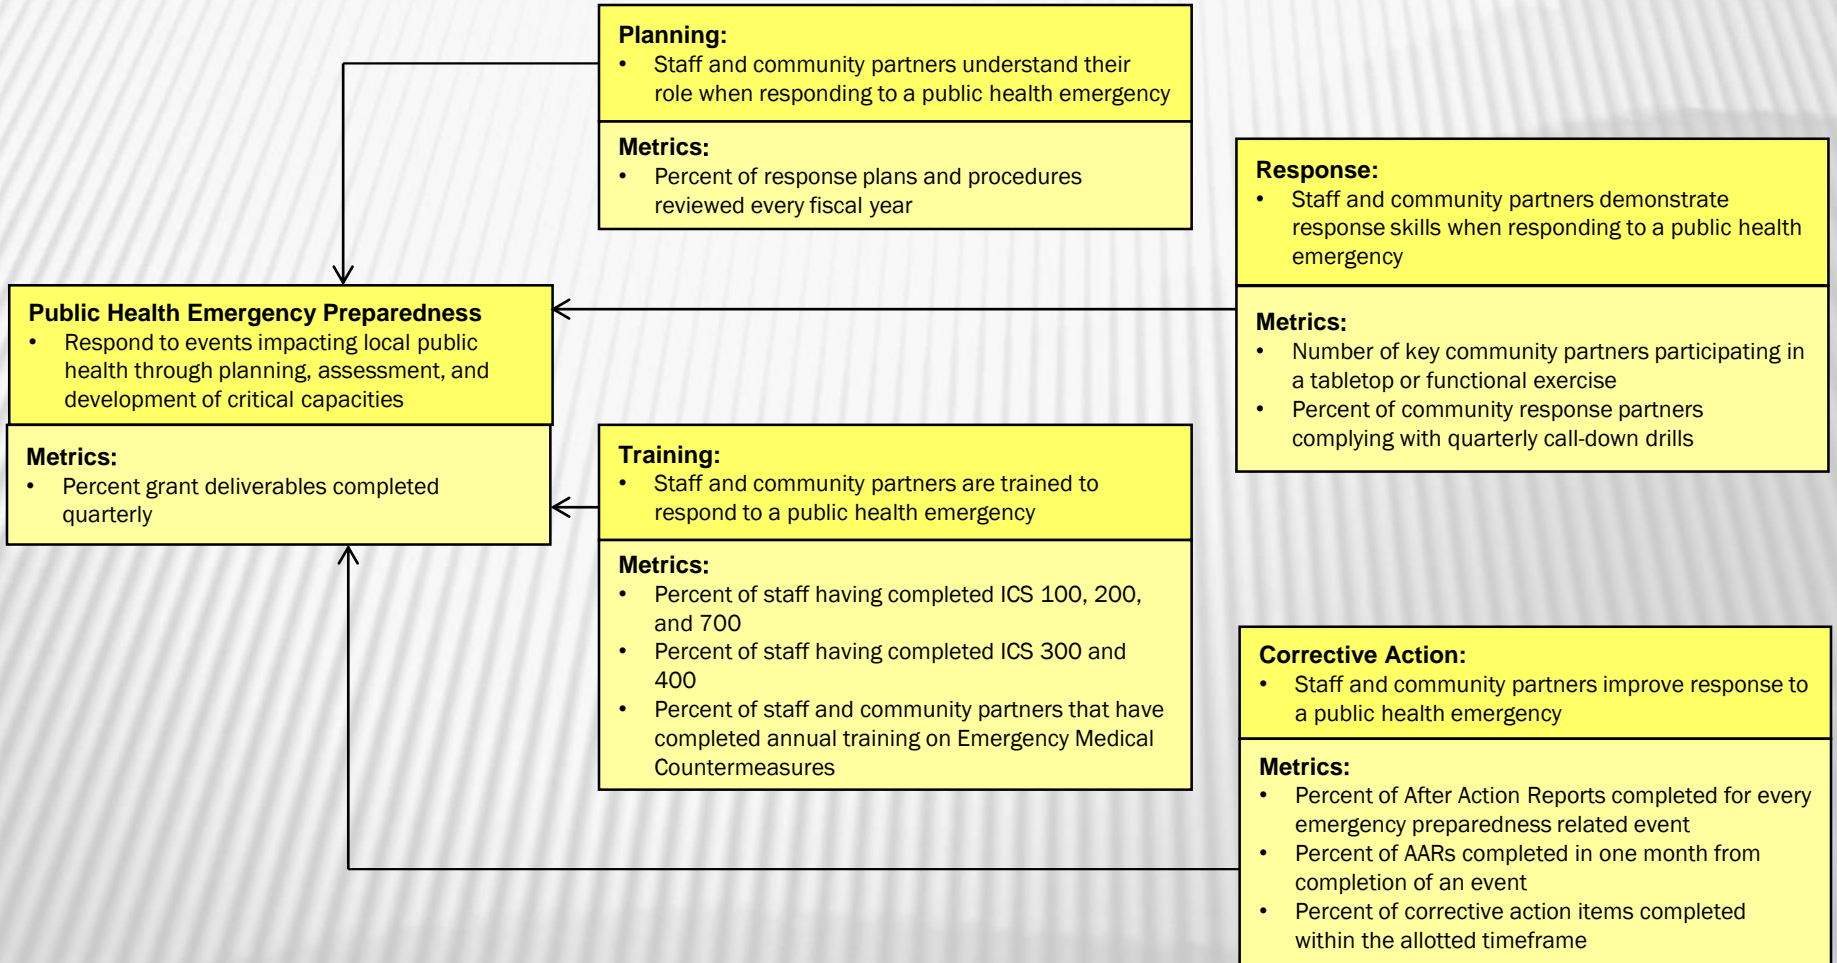 Planning:
• Staff and community partners understand their
role when responding to a public health emergency
Metrics:
• Percent of response plans and procedures
reviewed every fiscal year
Response:
• Staff and community partners demonstrate
response skills when responding to a public health
emergency
Metrics:
• Number of key community partners participating in
a tabletop or functional exercise
• Percent of community response partners
complying with quarterly call-down drills
Public Health Emergency Preparedness
• Respond to events impacting local public
health through planning, assessment, and
development of critical capacities
Metrics:
• Percent grant deliverables completed
quarterly
Training:
• Staff and community partners are trained to
respond to a public health emergency
Metrics:
• Percent of staff having completed ICS 100, 200,
and 700
• Percent of staff having completed ICS 300 and
400
• Percent of staff and community partners that have
completed annual training on Emergency Medical
Countermeasures
Corrective Action:
• Staff and community partners improve response to
a public health emergency
Metrics:
• Percent of After Action Reports completed for every
emergency preparedness related event
• Percent of AARs completed in one month from
completion of an event
• Percent of corrective action items completed
within the allotted timeframe